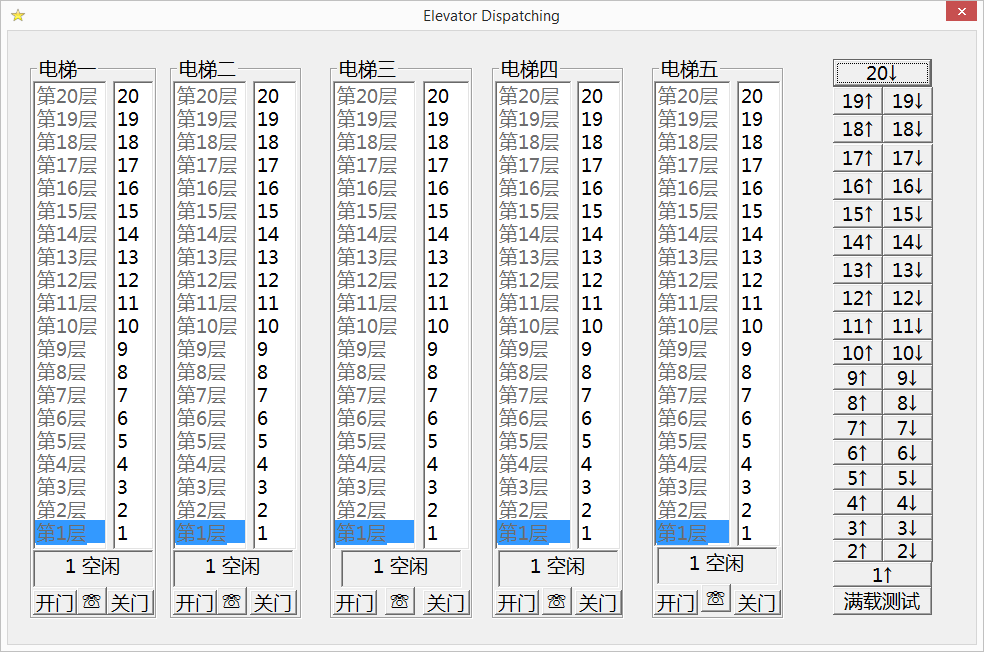 Elevator Dispatching
电梯一 电梯二 电梯三 电梯四 电梯五
20↓
第20层 20 第20层 20 第20层 20 第20层 20 第20层 20
19↑ 19↓
第19层 19 第19层 19 第19层 19 第19层 19 第19层 19
18↑ 18↓
第18层 18 第18层 18 第18层 18 第18层 18 第18层 18
17↑ 17↓
第17层 17 第17层 17 第17层 17 第17层 17 第17层 17
16↑ 16↓
第16层 16 第16层 16 第16层 16 第16层 16 第16层 16
15↑ 15↓
第15层 15 第15层 15 第15层 15 第15层 15 第15层 15
14↑ 14↓
第14层 14 第14层 14 第14层 14 第14层 14 第14层 14
13↑ 13↓
第13层 13 第13层 13 第13层 13 第13层 13 第13层 13
12↑ 12↓
第12层 12 第12层 12 第12层 12 第12层 12 第12层 12
11↑ 11↓
第11层 11 第11层 11 第11层 11 第11层 11 第11层 11
10↑ 10↓
第10层 10 第10层 10 第10层 10 第10层 10 第10层 10
9↑ 9↓
第9层 9 第9层 9 第9层 9 第9层 9 第9层 9
8↑ 8↓
第8层 8 第8层 8 第8层 8 第8层 8 第8层 8
7↑ 7↓
第7层 7 第7层 7 第7层 7 第7层 7 第7层 7
6↑ 6↓
第6层 6 第6层 6 第6层 6 第6层 6 第6层 6
5↑ 5↓
第5层 5 第5层 5 第5层 5 第5层 5 第5层 5
4↑ 4↓
第4层 4 第4层 4 第4层 4 第4层 4 第4层 4
3↑ 3↓
第3层 3 第3层 3 第3层 3 第3层 3 第3层 3
2↑ 2↓
第2层 2 第2层 2 第2层 2 第2层 2 第2层 2
1↑
第1层 1 第1层 1 第1层 1 第1层 1 第1层 1
1 空闲 1 空闲 1 空闲 1 空闲 1 空闲
开门 ☏ 关门 开门 ☏ 关门 开门 ☏ 关门 开门 ☏ 关门 开门 ☏ 关门
满载测试